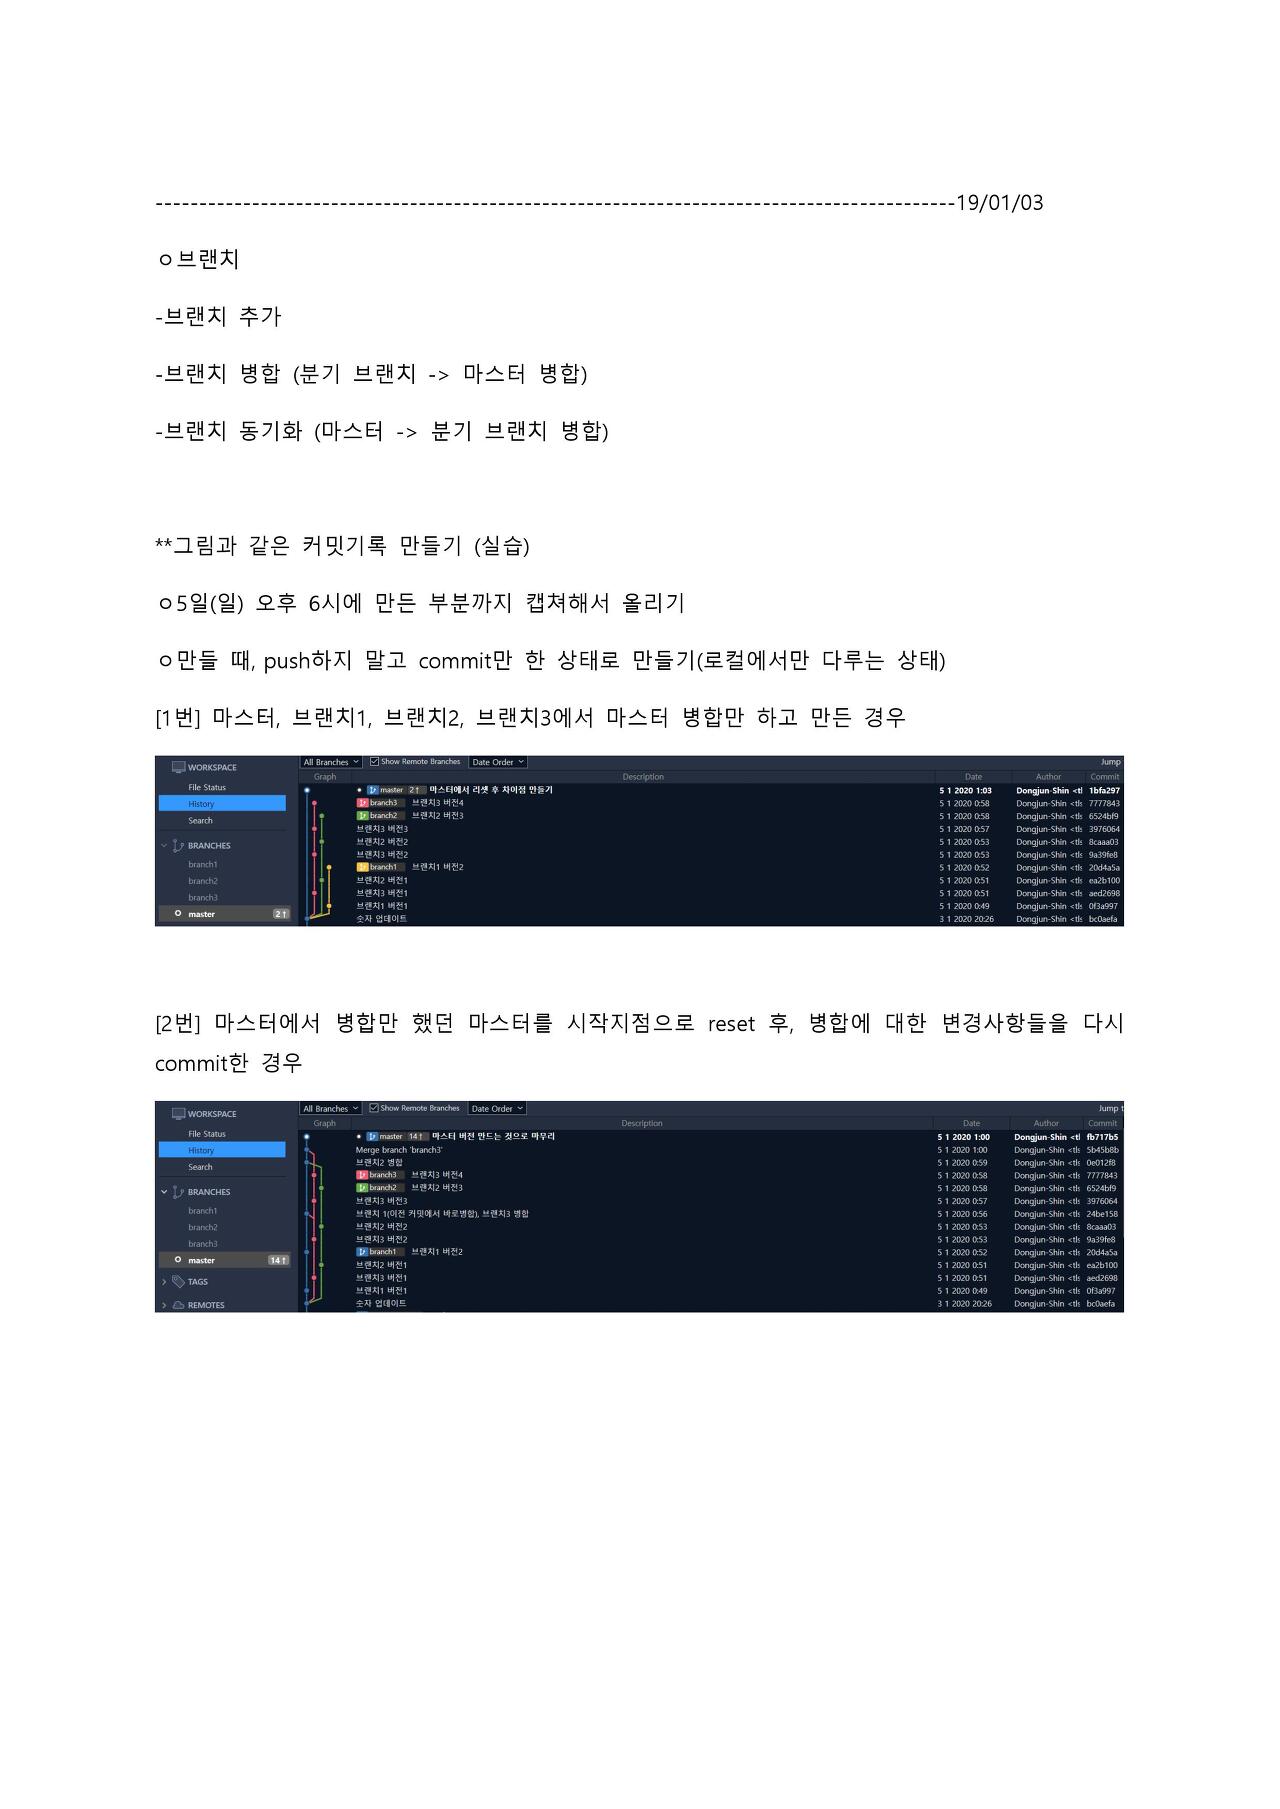 -------------------------------------------------------------------------------------------19/01/03
ㅇ브랜치
-브랜치 추가
-브랜치 병합 (분기 브랜치 -> 마스터 병합)
-브랜치 동기화 (마스터 -> 분기 브랜치 병합)
**그림과 같은 커밋기록 만들기 (실습)
ㅇ5일(일) 오후 6시에 만든 부분까지 캡쳐해서 올리기
ㅇ만들 때, push하지 말고 commit만 한 상태로 만들기(로컬에서만 다루는 상태)
[1번] 마스터, 브랜치1, 브랜치2, 브랜치3에서 마스터 병합만 하고 만든 경우
WORKSPACE
File Status
History
Search
BRANCHES
branch1
branch2
branch3
master 2↑
All Branches Show Remote Branches Date Order Jump
Graph Description Date Author Commit
master 2↑ 마스터에서 리셋 후 차이점 만들기 5 1 2020 1:03 Dongjun-Shin <tl 1bfa297
branch3 브랜치3 버전4 5 1 2020 0:58 Dongjun-Shin <tls 7777843
branch2 브랜치2 버전3 5 1 2020 0:58 Dongjun-Shin <tls 6524bf9
브랜치3 버전3 5 1 2020 0:57 Dongjun-Shin <tls 3976064
브랜치2 버전2 5 1 2020 0:53 Dongjun-Shin <tls 8caaa03
브랜치3 버전2 5 1 2020 0:53 Dongjun-Shin <tls 9a39fe8
branch1 브랜치1 버전2 5 1 2020 0:52 Dongjun-Shin <tls 20d4a5a
브랜치2 버전1 5 1 2020 0:51 Dongjun-Shin <tls ea2b100
브랜치3 버전1 5 1 2020 0:51 Dongjun-Shin <tls aed2698
브랜치1 버전1 5 1 2020 0:49 Dongjun-Shin <tls 0f3a997
숫자 업데이트 3 1 2020 20:26 Dongjun-Shin <tls bc0aefa
[2번] 마스터에서 병합만 했던 마스터를 시작지점으로 reset 후, 병합에 대한 변경사항들을 다시
commit한 경우
WORKSPACE
File Status
History
Search
BRANCHES
branch1
branch2
branch3
master 14↑
TAGS
REMOTES
All Branches Show Remote Branches Date Order Jump t
Graph Description Date Author Commit
master 14↑ 마스터 버전 만드는 것으로 마무리 5 1 2020 1:00 Dongjun-Shin <tl fb717b5
Merge branch 'branch3' 5 1 2020 1:00 Dongjun-Shin <tls 5b45b8b
브랜치2 병합 5 1 2020 0:59 Dongjun-Shin <tls 0e012f8
branch3 브랜치3 버전4 5 1 2020 0:58 Dongjun-Shin <tls 7777843
branch2 브랜치2 버전3 5 1 2020 0:58 Dongjun-Shin <tls 6524bf9
브랜치3 버전3 5 1 2020 0:57 Dongjun-Shin <tls 3976064
브랜치 1(이전 커밋에서 바로병합), 브랜치3 병합 5 1 2020 0:56 Dongjun-Shin <tls 24be158
브랜치2 버전2 5 1 2020 0:53 Dongjun-Shin <tls 8caaa03
브랜치3 버전2 5 1 2020 0:53 Dongjun-Shin <tls 9a39fe8
branch1 브랜치1 버전2 5 1 2020 0:52 Dongjun-Shin <tls 20d4a5a
브랜치2 버전1 5 1 2020 0:51 Dongjun-Shin <tls ea2b100
브랜치3 버전1 5 1 2020 0:51 Dongjun-Shin <tls aed2698
브랜치1 버전1 5 1 2020 0:49 Dongjun-Shin <tls 0f3a997
숫자 업데이트 3 1 2020 20:26 Dongjun-Shin <tls bc0aefa